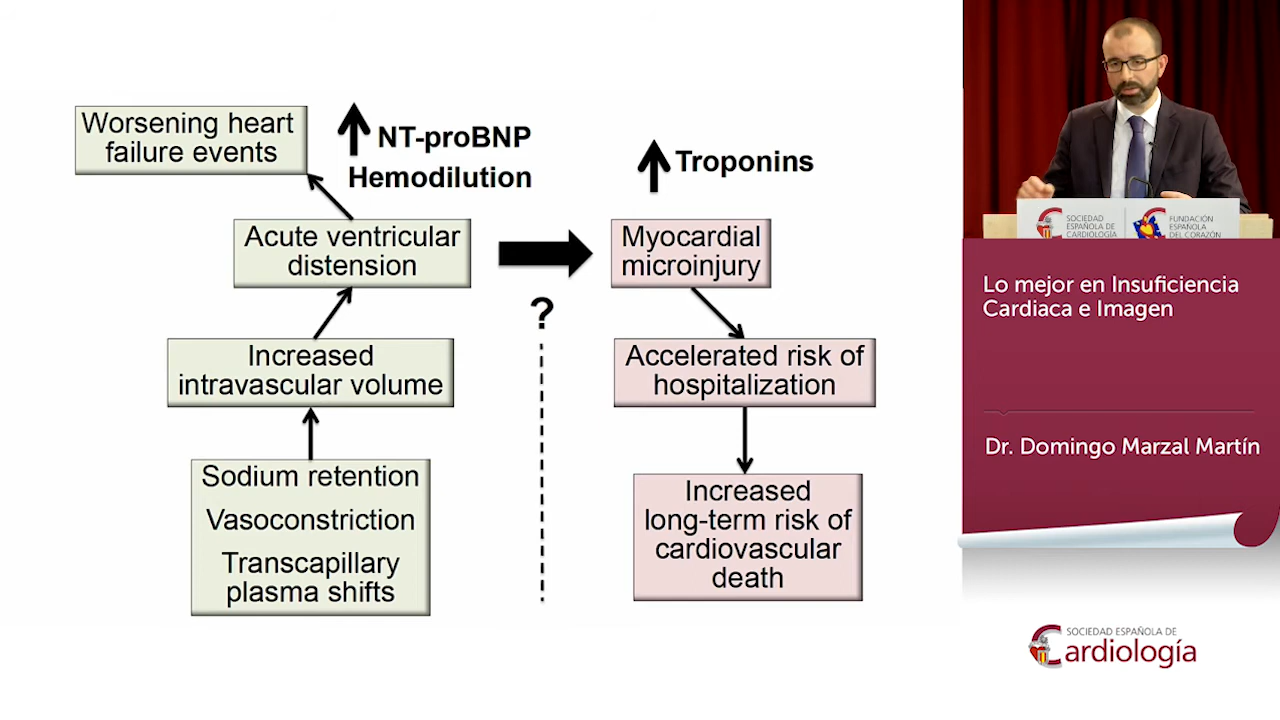 Worsening heart
failure events
NT-proBNP
Hemodilution
Troponins
Acute ventricular
distension
Myocardial
microinjury
?
Increased
intravascular volume
Accelerated risk of
hospitalization
Sodium retention
Vasoconstriction
Transcapillary
plasma shifts
Increased
long-term risk of
cardiovascular
death
SOCIEDAD
ESPAÑOLA DE
CARDIOLOGÍA
FUNDACIÓN
ESPAÑOLA
DEL CORAZÓN
Lo mejor en Insuficiencia
Cardiaca e Imagen
Dr. Domingo Marzal Martín
SOCIEDAD ESPAÑOLA DE
Cardiología